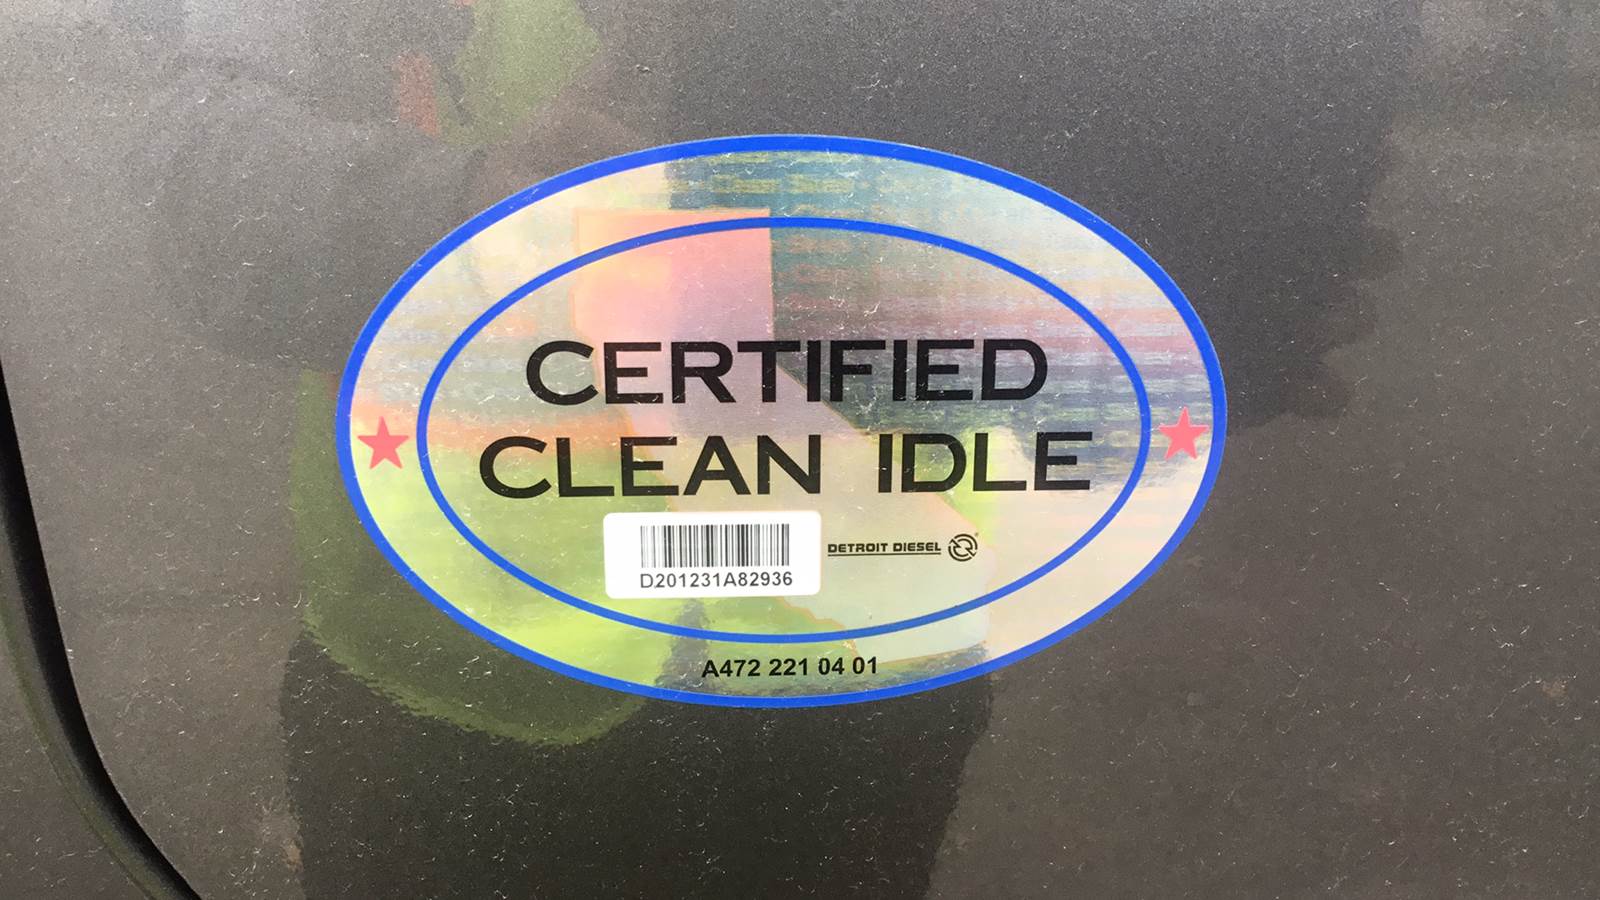 CERTIFIED
CLEAN IDLE
DETROIT DIESEL ®
D201231A82936
A472 221 04 01